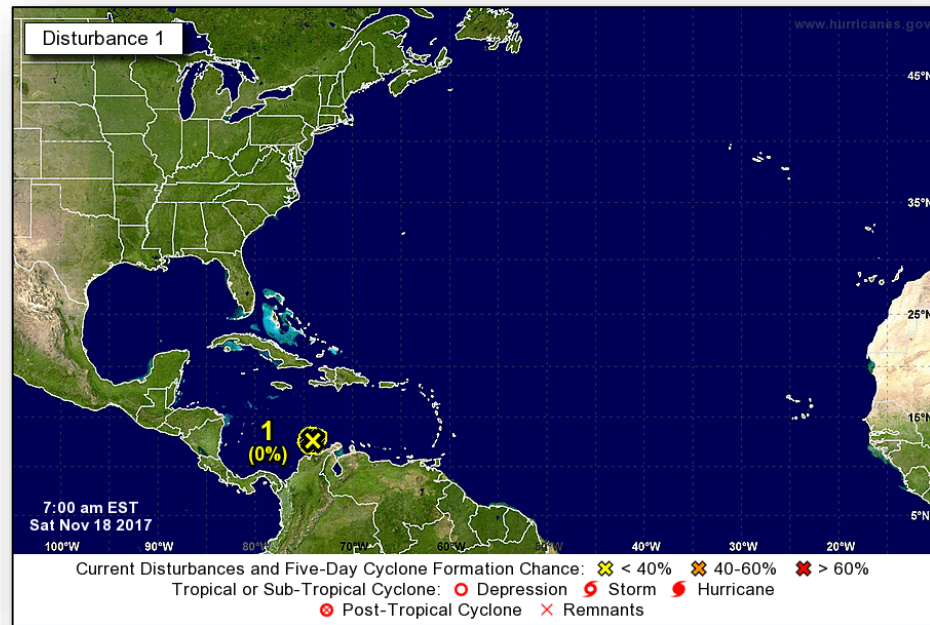 Disturbance 1
www.hurricanes.gov
45°N
35°N
25°N
15°N
5°N
1
(0%)
7:00 am EST
Sat Nov 18 2017
100°W 90°W 80°W 70°W 60°W 50°W 40°W 30°W 20°W
Current Disturbances and Five-Day Cyclone Formation Chance: < 40% 40-60% > 60%
Tropical or Sub-Tropical Cyclone: Depression Storm Hurricane
Post-Tropical Cyclone Remnants